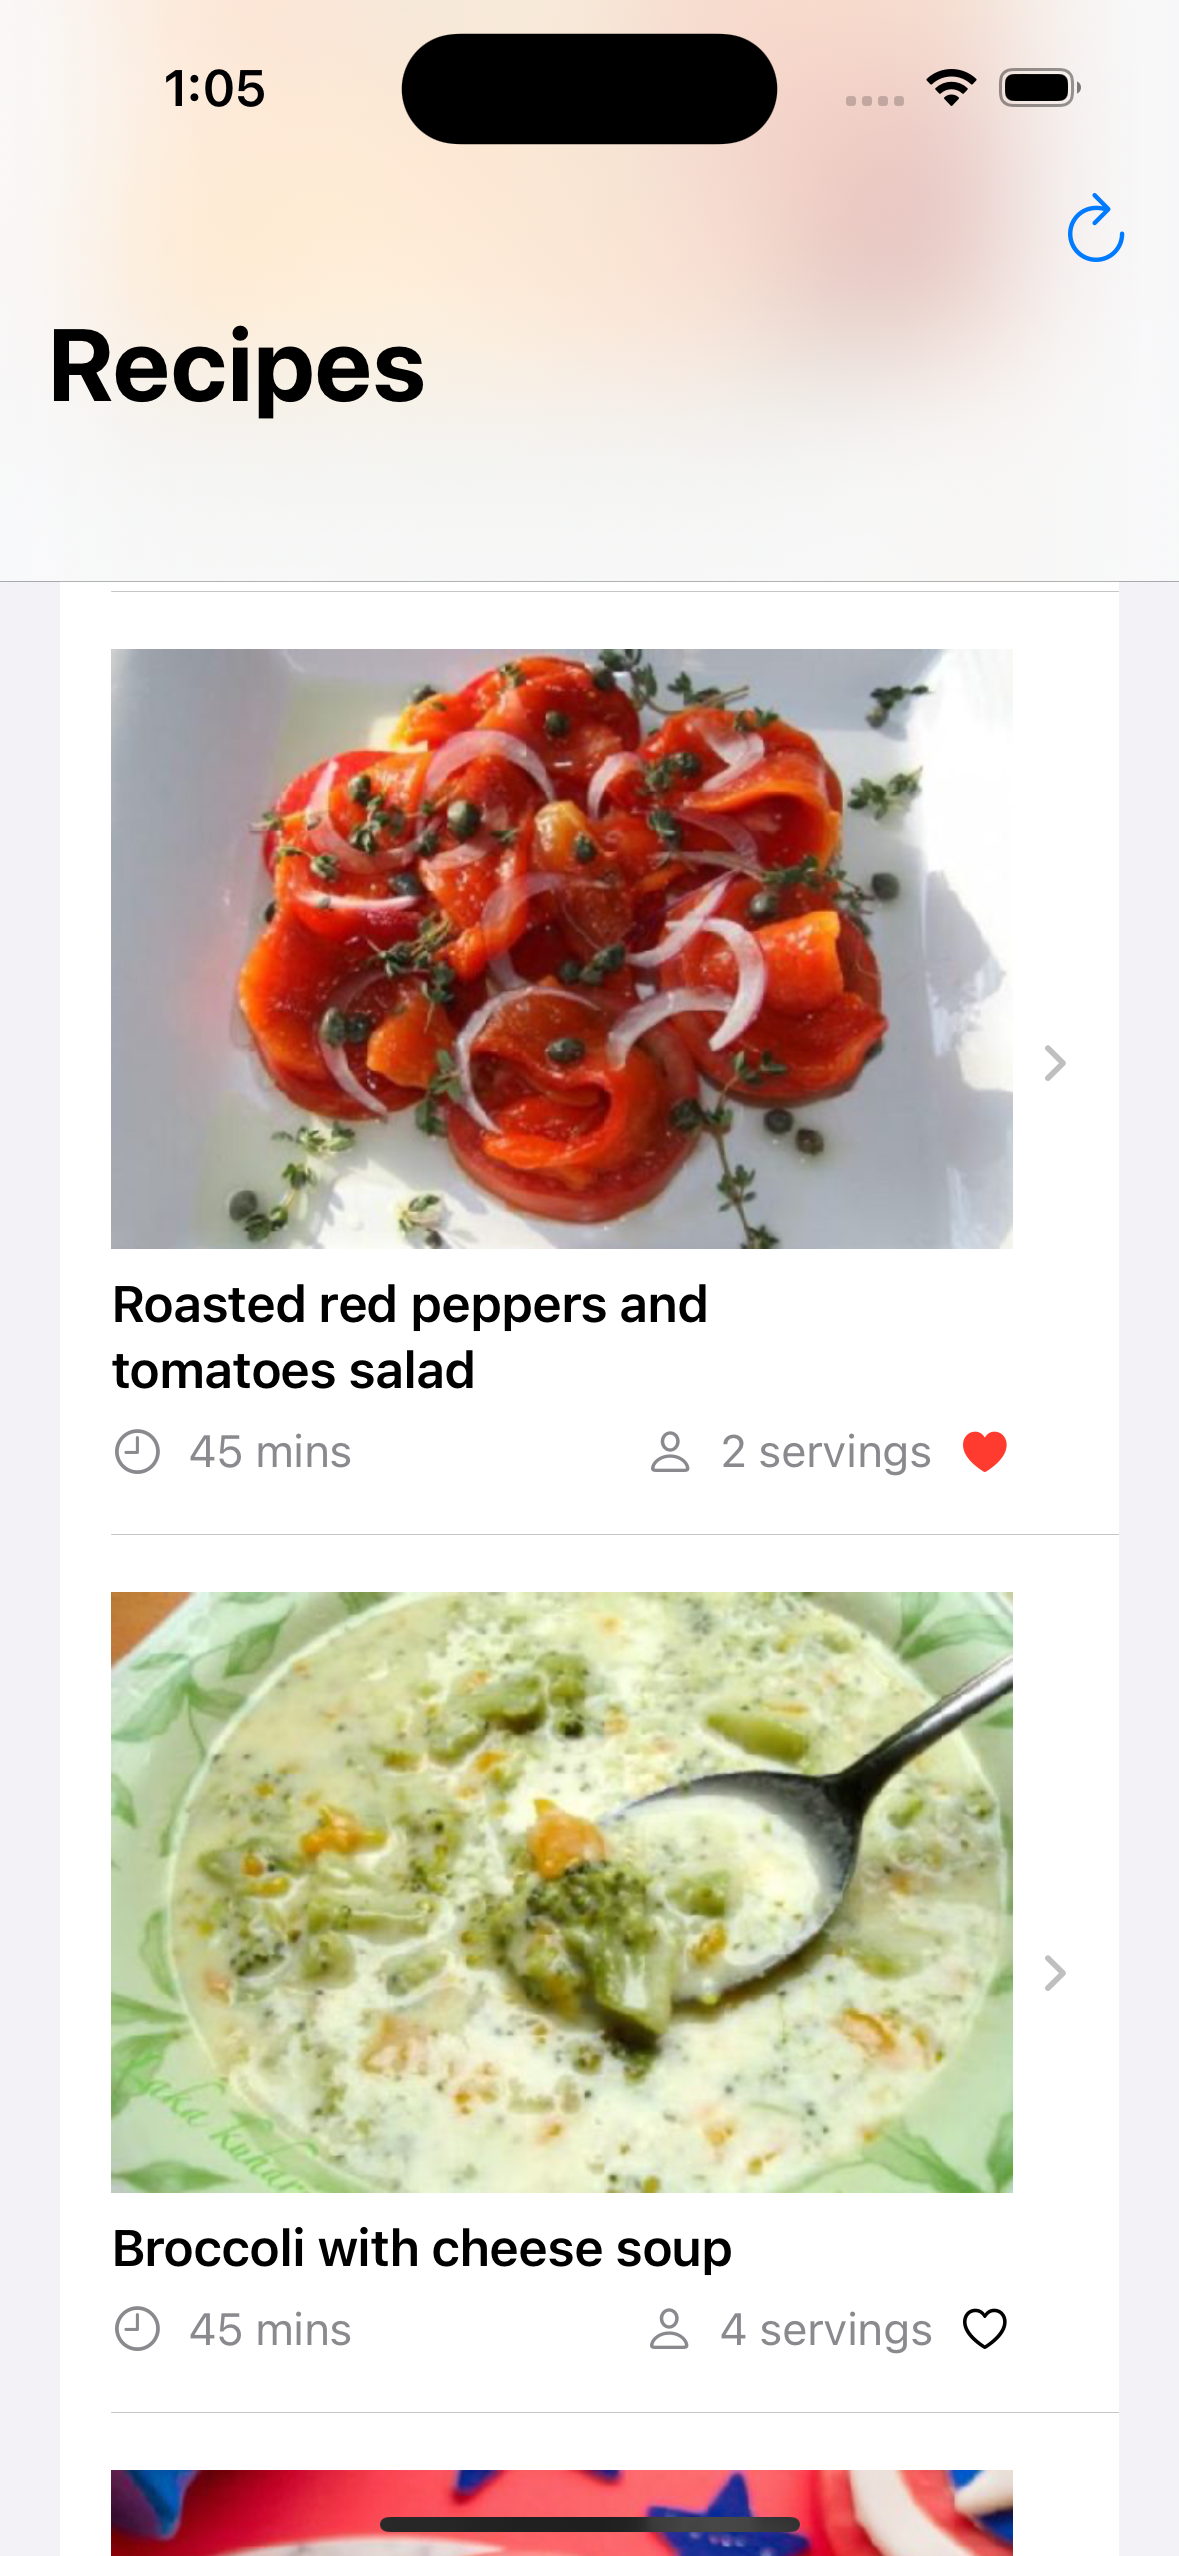 1:05
Recipes
Roasted red peppers and
tomatoes salad
45 mins
2 servings
Broccoli with cheese soup
45 mins
4 servings